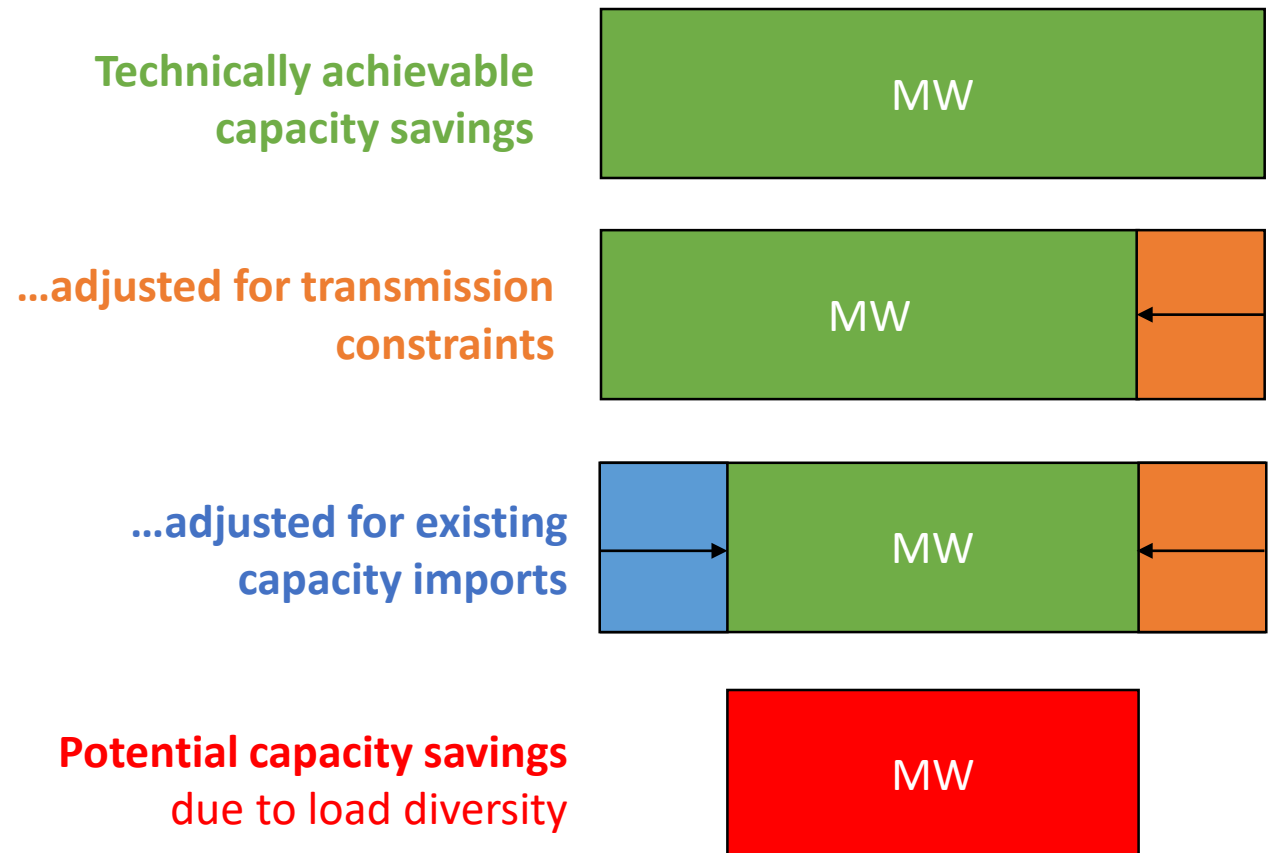 Technically achievable
capacity savings
MW
…adjusted for transmission
constraints
MW
…adjusted for existing
capacity imports
MW
Potential capacity savings
due to load diversity
MW